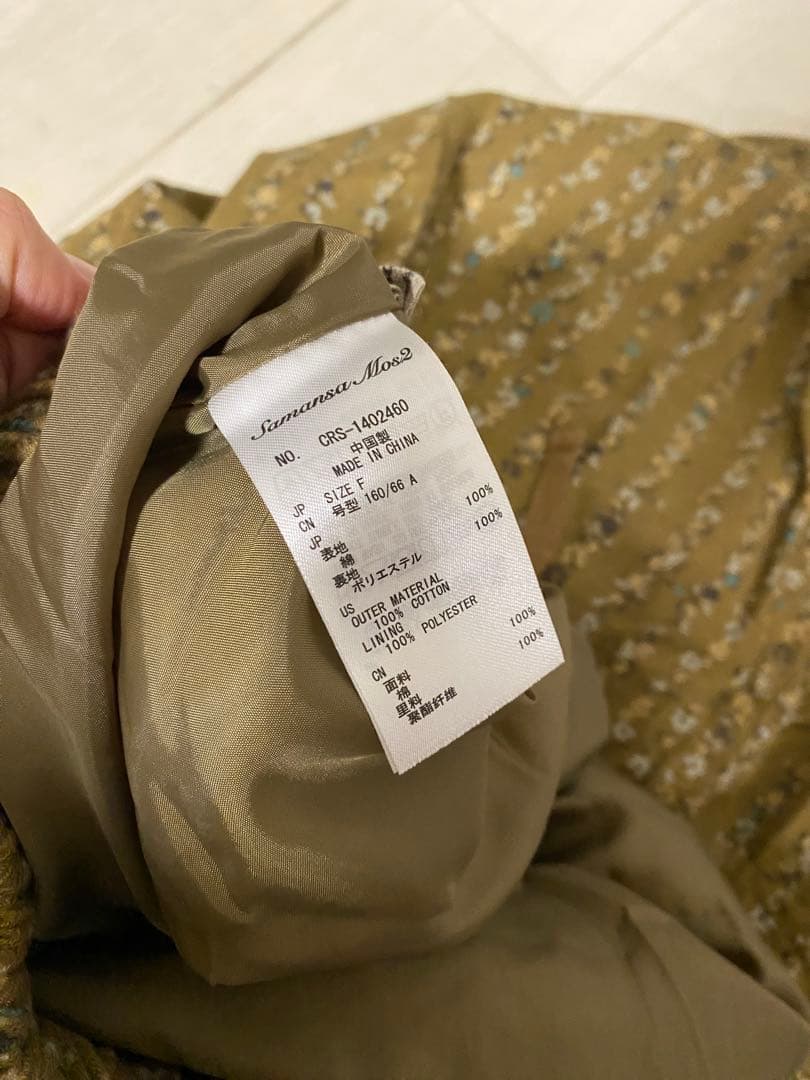 Samansa Mos2
NO. CRS-1402460
中国製
MADE IN CHINA
JP SIZE F
CN 号型 160/66 A
JP
表地
綿 100%
裏地
ポリエステル 100%
US
OUTER MATERIAL
100% COTTON
LINING
100% POLYESTER
CN
面料
棉 100%
里料
聚酯纤维 100%